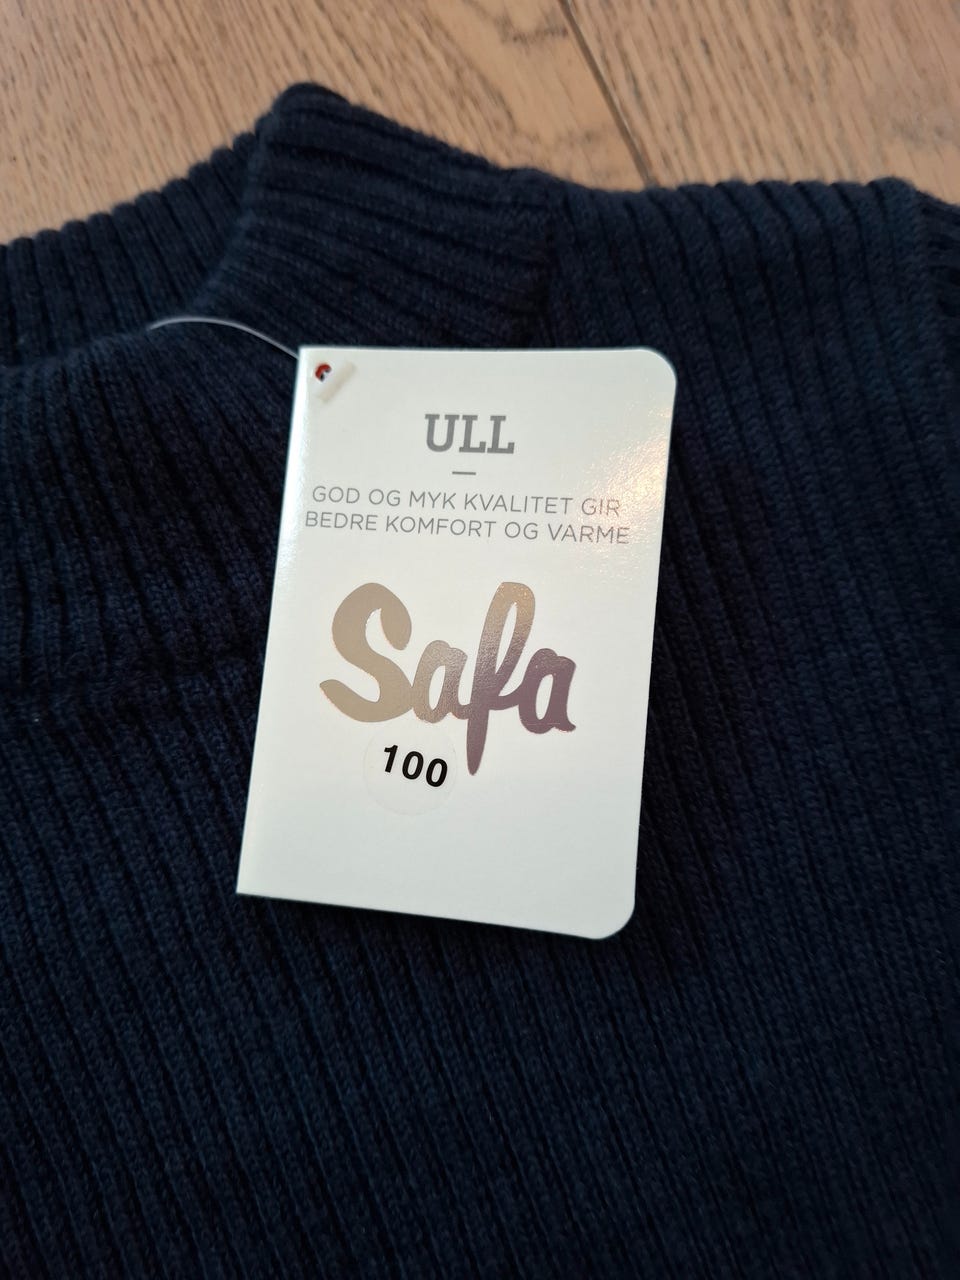 ULL
GOD OG MYK KVALITET GIR
BEDRE KOMFORT OG VARME
Safa
100